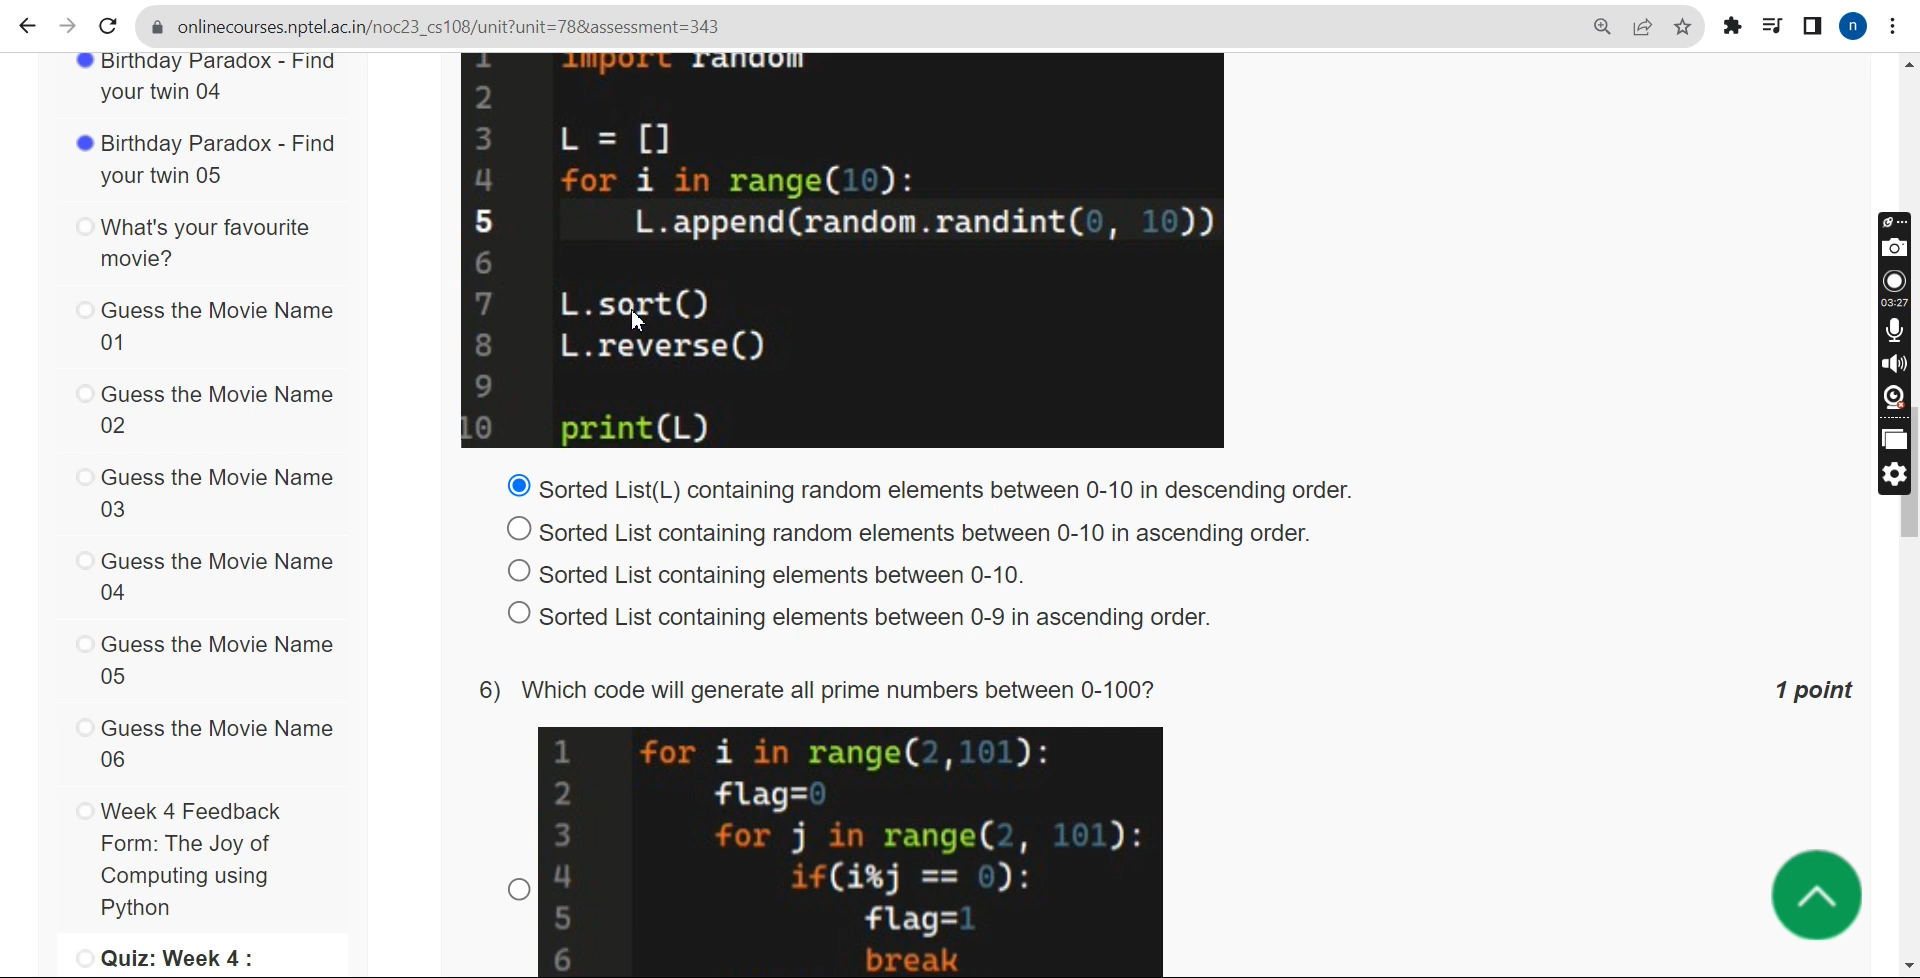 onlinecourses.nptel.ac.in/noc23_cs108/unit?unit=78&assessment=343
n
Birthday Paradox - Find
your twin 04
Birthday Paradox - Find
your twin 05
What's your favourite
movie?
Guess the Movie Name
01
Guess the Movie Name
02
Guess the Movie Name
03
Guess the Movie Name
04
Guess the Movie Name
05
Guess the Movie Name
06
Week 4 Feedback
Form: The Joy of
Computing using
Python
Quiz: Week 4 :
1 import random
2
3 L = []
4 for i in range(10):
5 L.append(random.randint(0, 10))
6
7 L.sort()
8 L.reverse()
9
10 print(L)
Sorted List(L) containing random elements between 0-10 in descending order.
Sorted List containing random elements between 0-10 in ascending order.
Sorted List containing elements between 0-10.
Sorted List containing elements between 0-9 in ascending order.
6) Which code will generate all prime numbers between 0-100? 1 point
1 for i in range(2,101):
2 flag=0
3 for j in range(2, 101):
4 if(i%j == 0):
5 flag=1
6 break
03:27